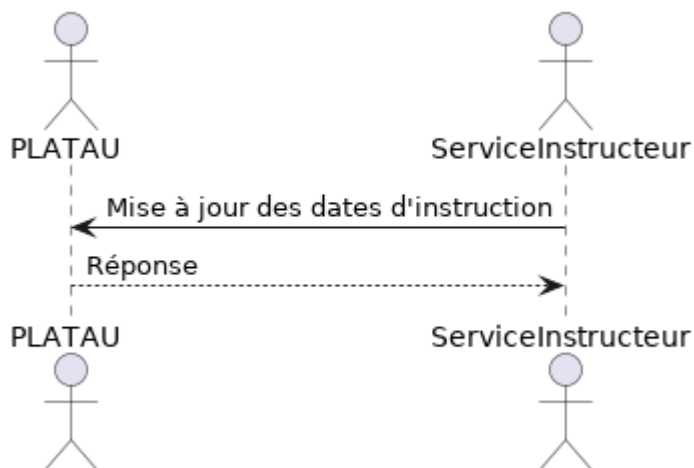 PLATAU
ServiceInstructeur
Mise à jour des dates d'instruction
Réponse
PLATAU
ServiceInstructeur